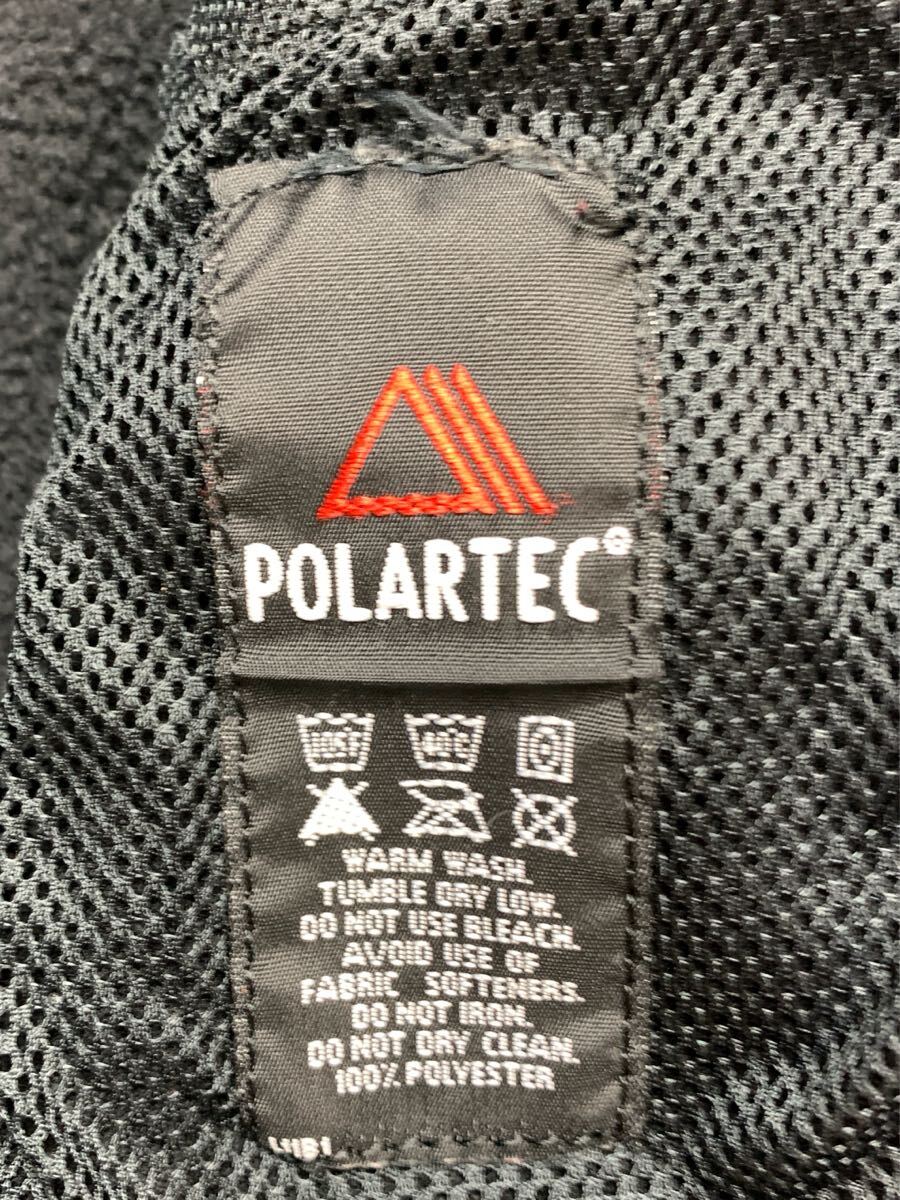 POLARTEC®
40°C
WARM WASH.
TUMBLE DRY LOW.
DO NOT USE BLEACH.
AVOID USE OF
FABRIC SOFTENERS.
DO NOT IRON.
DO NOT DRY CLEAN.
100% POLYESTER